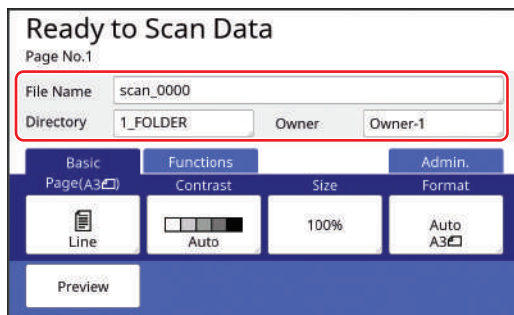 Ready to Scan Data
Page No.1
File Name scan_0000
Directory 1_FOLDER Owner Owner-1
Basic Functions Admin.
Page(A3) Contrast Size Format
Line Auto 100% Auto A3
Preview